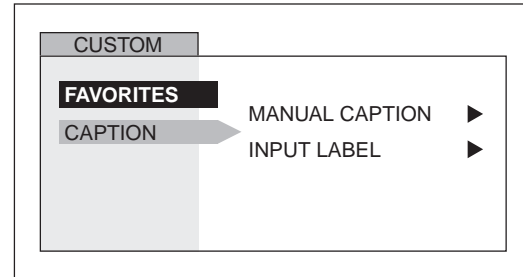 CUSTOM
FAVORITES
CAPTION
MANUAL CAPTION
INPUT LABEL